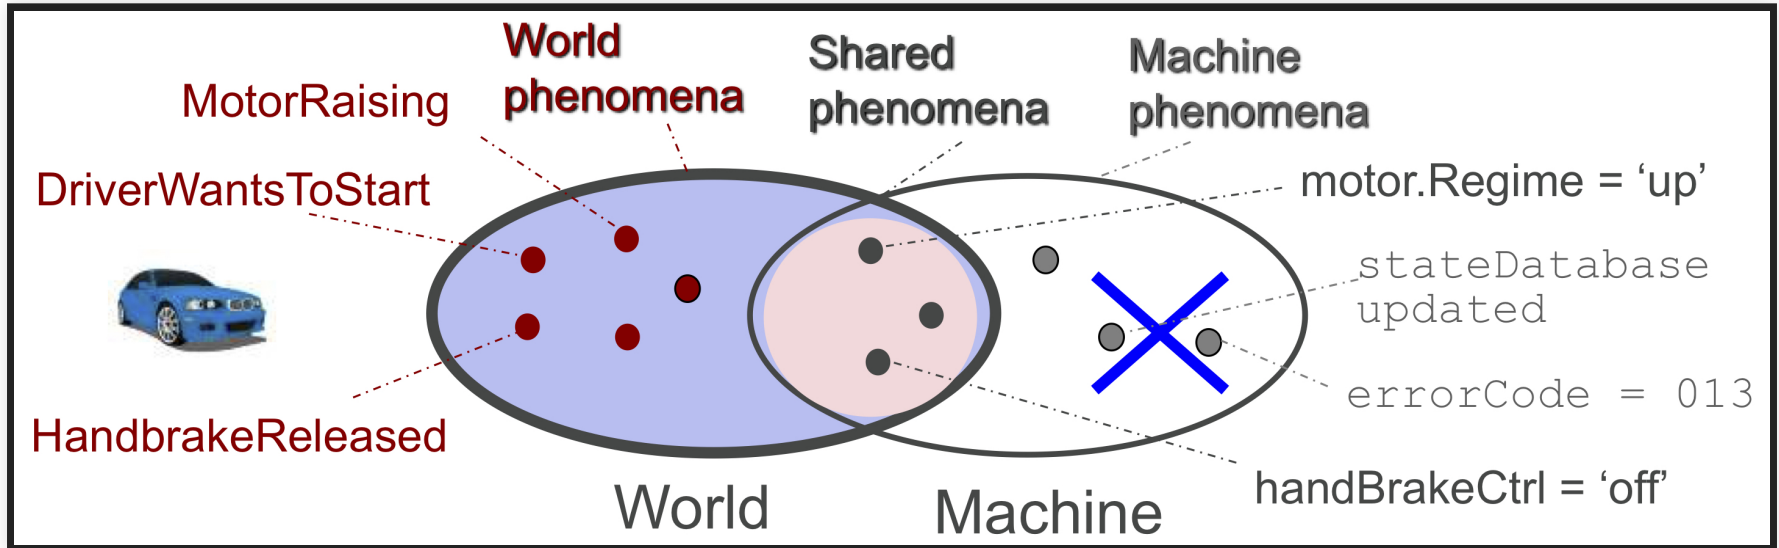 World
phenomena
Shared
phenomena
Machine
phenomena
MotorRaising
DriverWantsToStart
motor.Regime = ‘up’
stateDatabase
updated
errorCode = 013
HandbrakeReleased
handBrakeCtrl = ‘off’
World
Machine